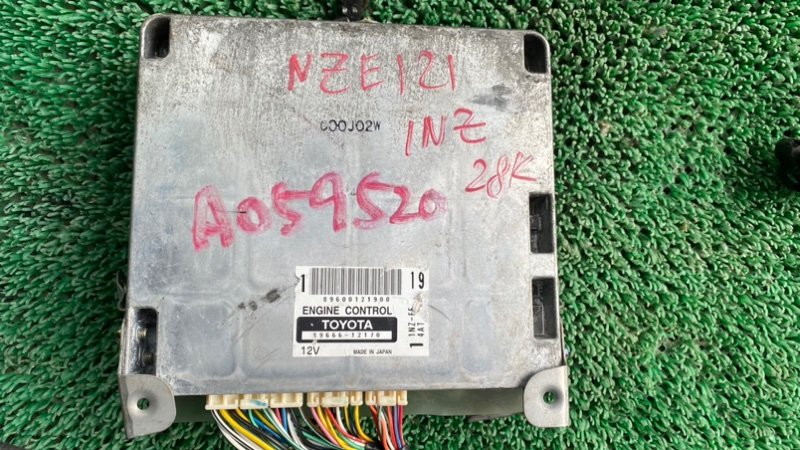 NZE121
600J02W
1NZ
28K
A059520
1 19
89600121900
ENGINE CONTROL
TOYOTA
89666-12170
12V MADE IN JAPAN
1NZ-FE
4AT
1